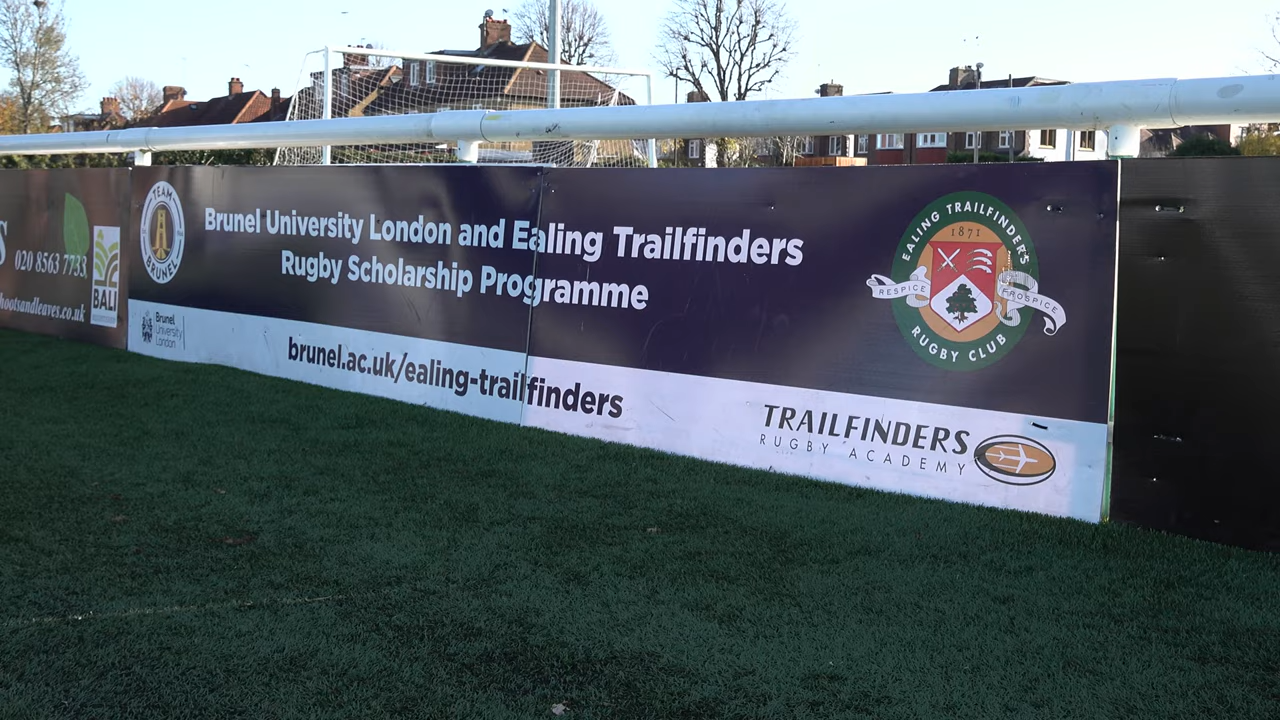 020 8563 7733
hootsandleaves.co.uk
BALI
TEAM
BRUNEL
Brunel University London and Ealing Trailfinders
Rugby Scholarship Programme
Brunel
University
London
brunel.ac.uk/ealing-trailfinders
EALING TRAILFINDER'S
1871
RESPICE
PROSPICE
RUGBY CLUB
TRAILFINDERS
RUGBY ACADEMY